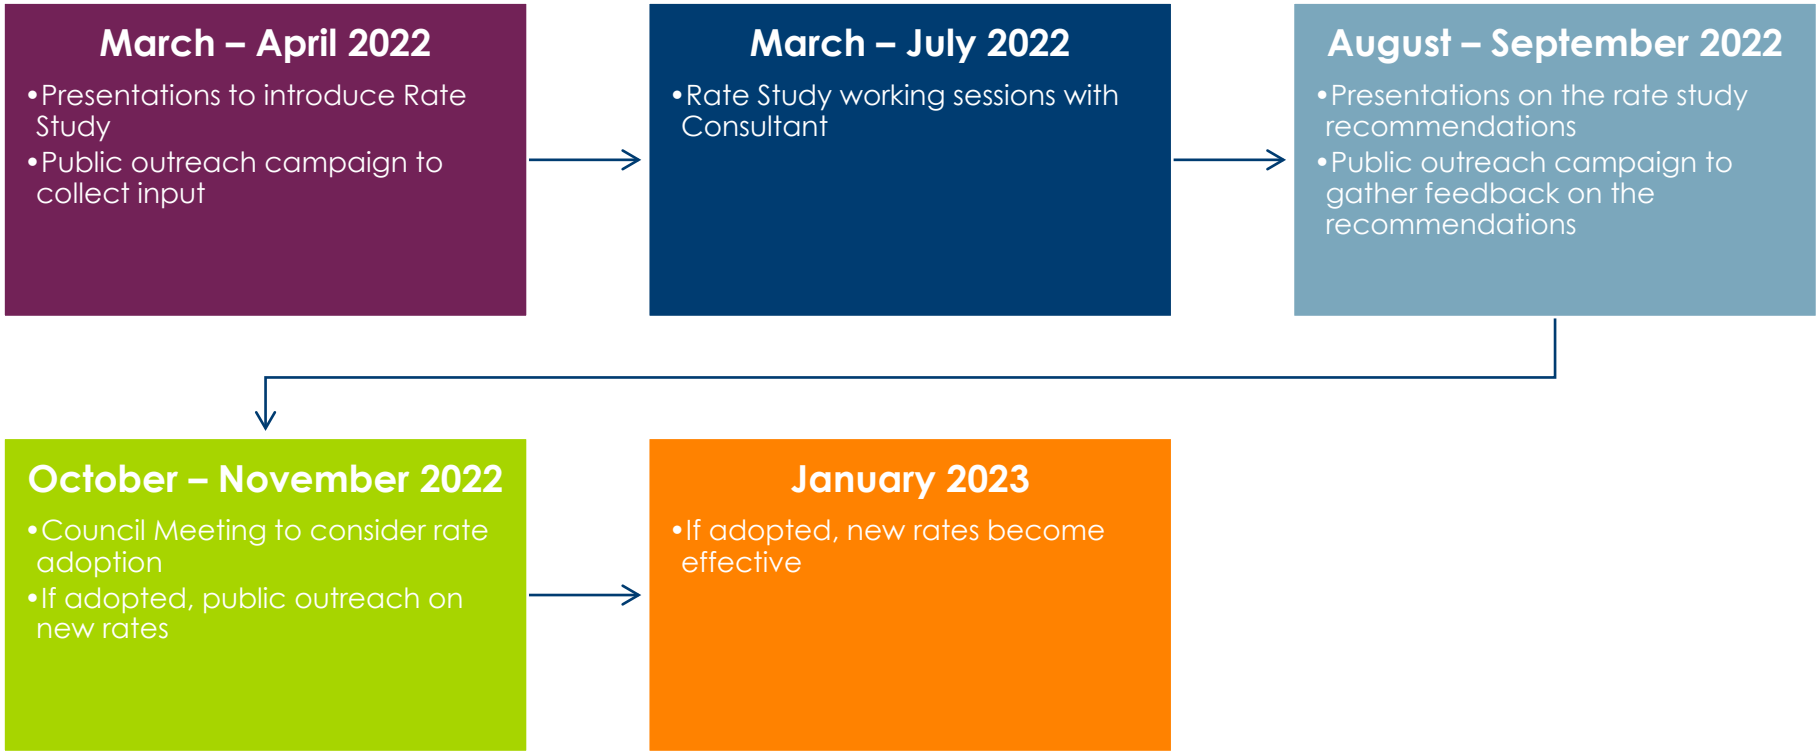 March – April 2022
•Presentations to introduce Rate
Study
•Public outreach campaign to
collect input
March – July 2022
•Rate Study working sessions with
Consultant
August – September 2022
•Presentations on the rate study
recommendations
•Public outreach campaign to
gather feedback on the
recommendations
October – November 2022
•Council Meeting to consider rate
adoption
•If adopted, public outreach on
new rates
January 2023
•If adopted, new rates become
effective